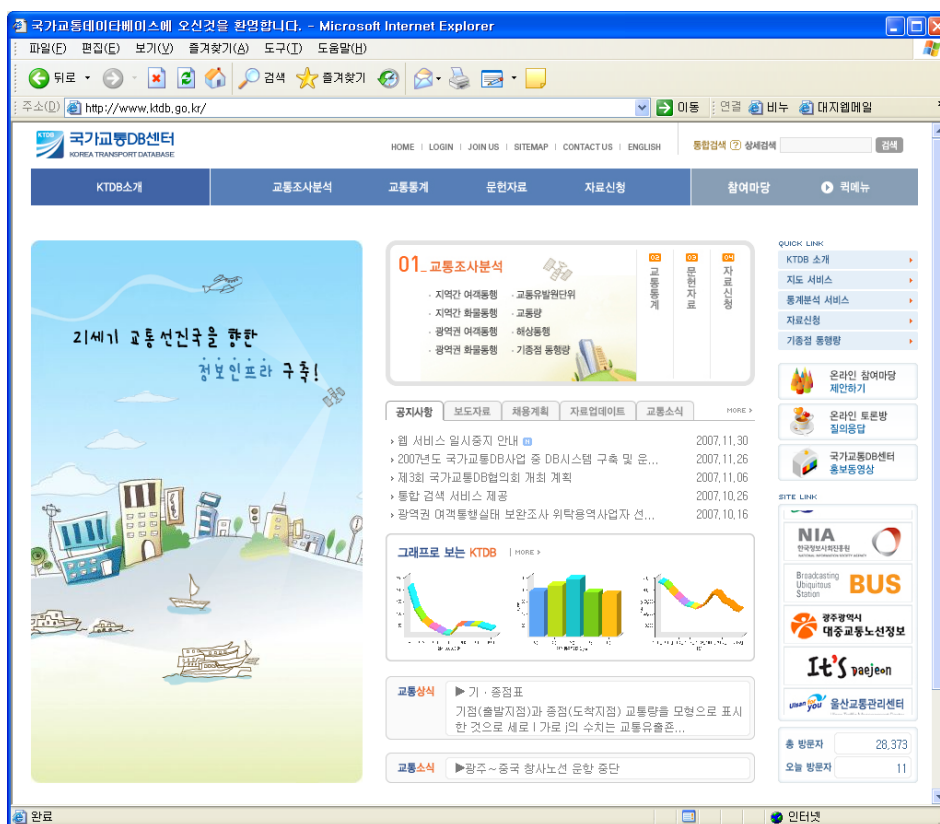 국가교통데이타베이스에 오신것을 환영합니다. - Microsoft Internet Explorer
파일(F) 편집(E) 보기(V) 즐겨찾기(A) 도구(T) 도움말(H)
뒤로 검색 즐겨찾기
주소(D) http://www.ktdb.go.kr/ 이동 연결 비누 대지웹메일
KTDB 국가교통DB센터
KOREA TRANSPORT DATABASE
HOME | LOGIN | JOIN US | SITEMAP | CONTACT US | ENGLISH
통합검색 ? 상세검색 검색
KTDB소개 교통조사분석 교통통계 문헌자료 자료신청 참여마당 퀵메뉴
21세기 교통선진국을 향한
정보인프라 구축!
01_교통조사분석
· 지역간 여객통행 · 교통유발원단위
· 지역간 화물통행 · 교통량
· 광역권 여객통행 · 해상통행
· 광역권 화물통행 · 기종점 통행량
02 교통통계
03 문헌자료
04 자료신청
공지사항 보도자료 채용계획 자료업데이트 교통소식 MORE >
› 웹 서비스 일시중지 안내 2007.11.30
› 2007년도 국가교통DB사업 중 DB시스템 구축 및 운... 2007.11.26
› 제3회 국가교통DB협의회 개최 계획 2007.11.06
› 통합 검색 서비스 제공 2007.10.26
› 광역권 여객통행실태 보완조사 위탁용역사업자 선... 2007.10.16
그래프로 보는 KTDB | MORE >
교통상식
▶ 기 · 종점표
기점(출발지점)과 종점(도착지점) 교통량을 모형으로 표시
한 것으로 세로 i 가로 j의 수치는 교통유출존...
교통소식 ▶광주~중국 창사노선 운항 중단
QUICK LINK
KTDB 소개
지도 서비스
통계분석 서비스
자료신청
기종점 통행량
온라인 참여마당
제안하기
온라인 토론방
질의응답
국가교통DB센터
홍보동영상
SITE LINK
NIA
한국정보사회진흥원
Broadcasting
Ubiquitous
Station
BUS
광주광역시
대중교통노선정보
It's Daejeon
Ulsan for you 울산교통관리센터
총 방문자 28,373
오늘 방문자 11
완료 인터넷